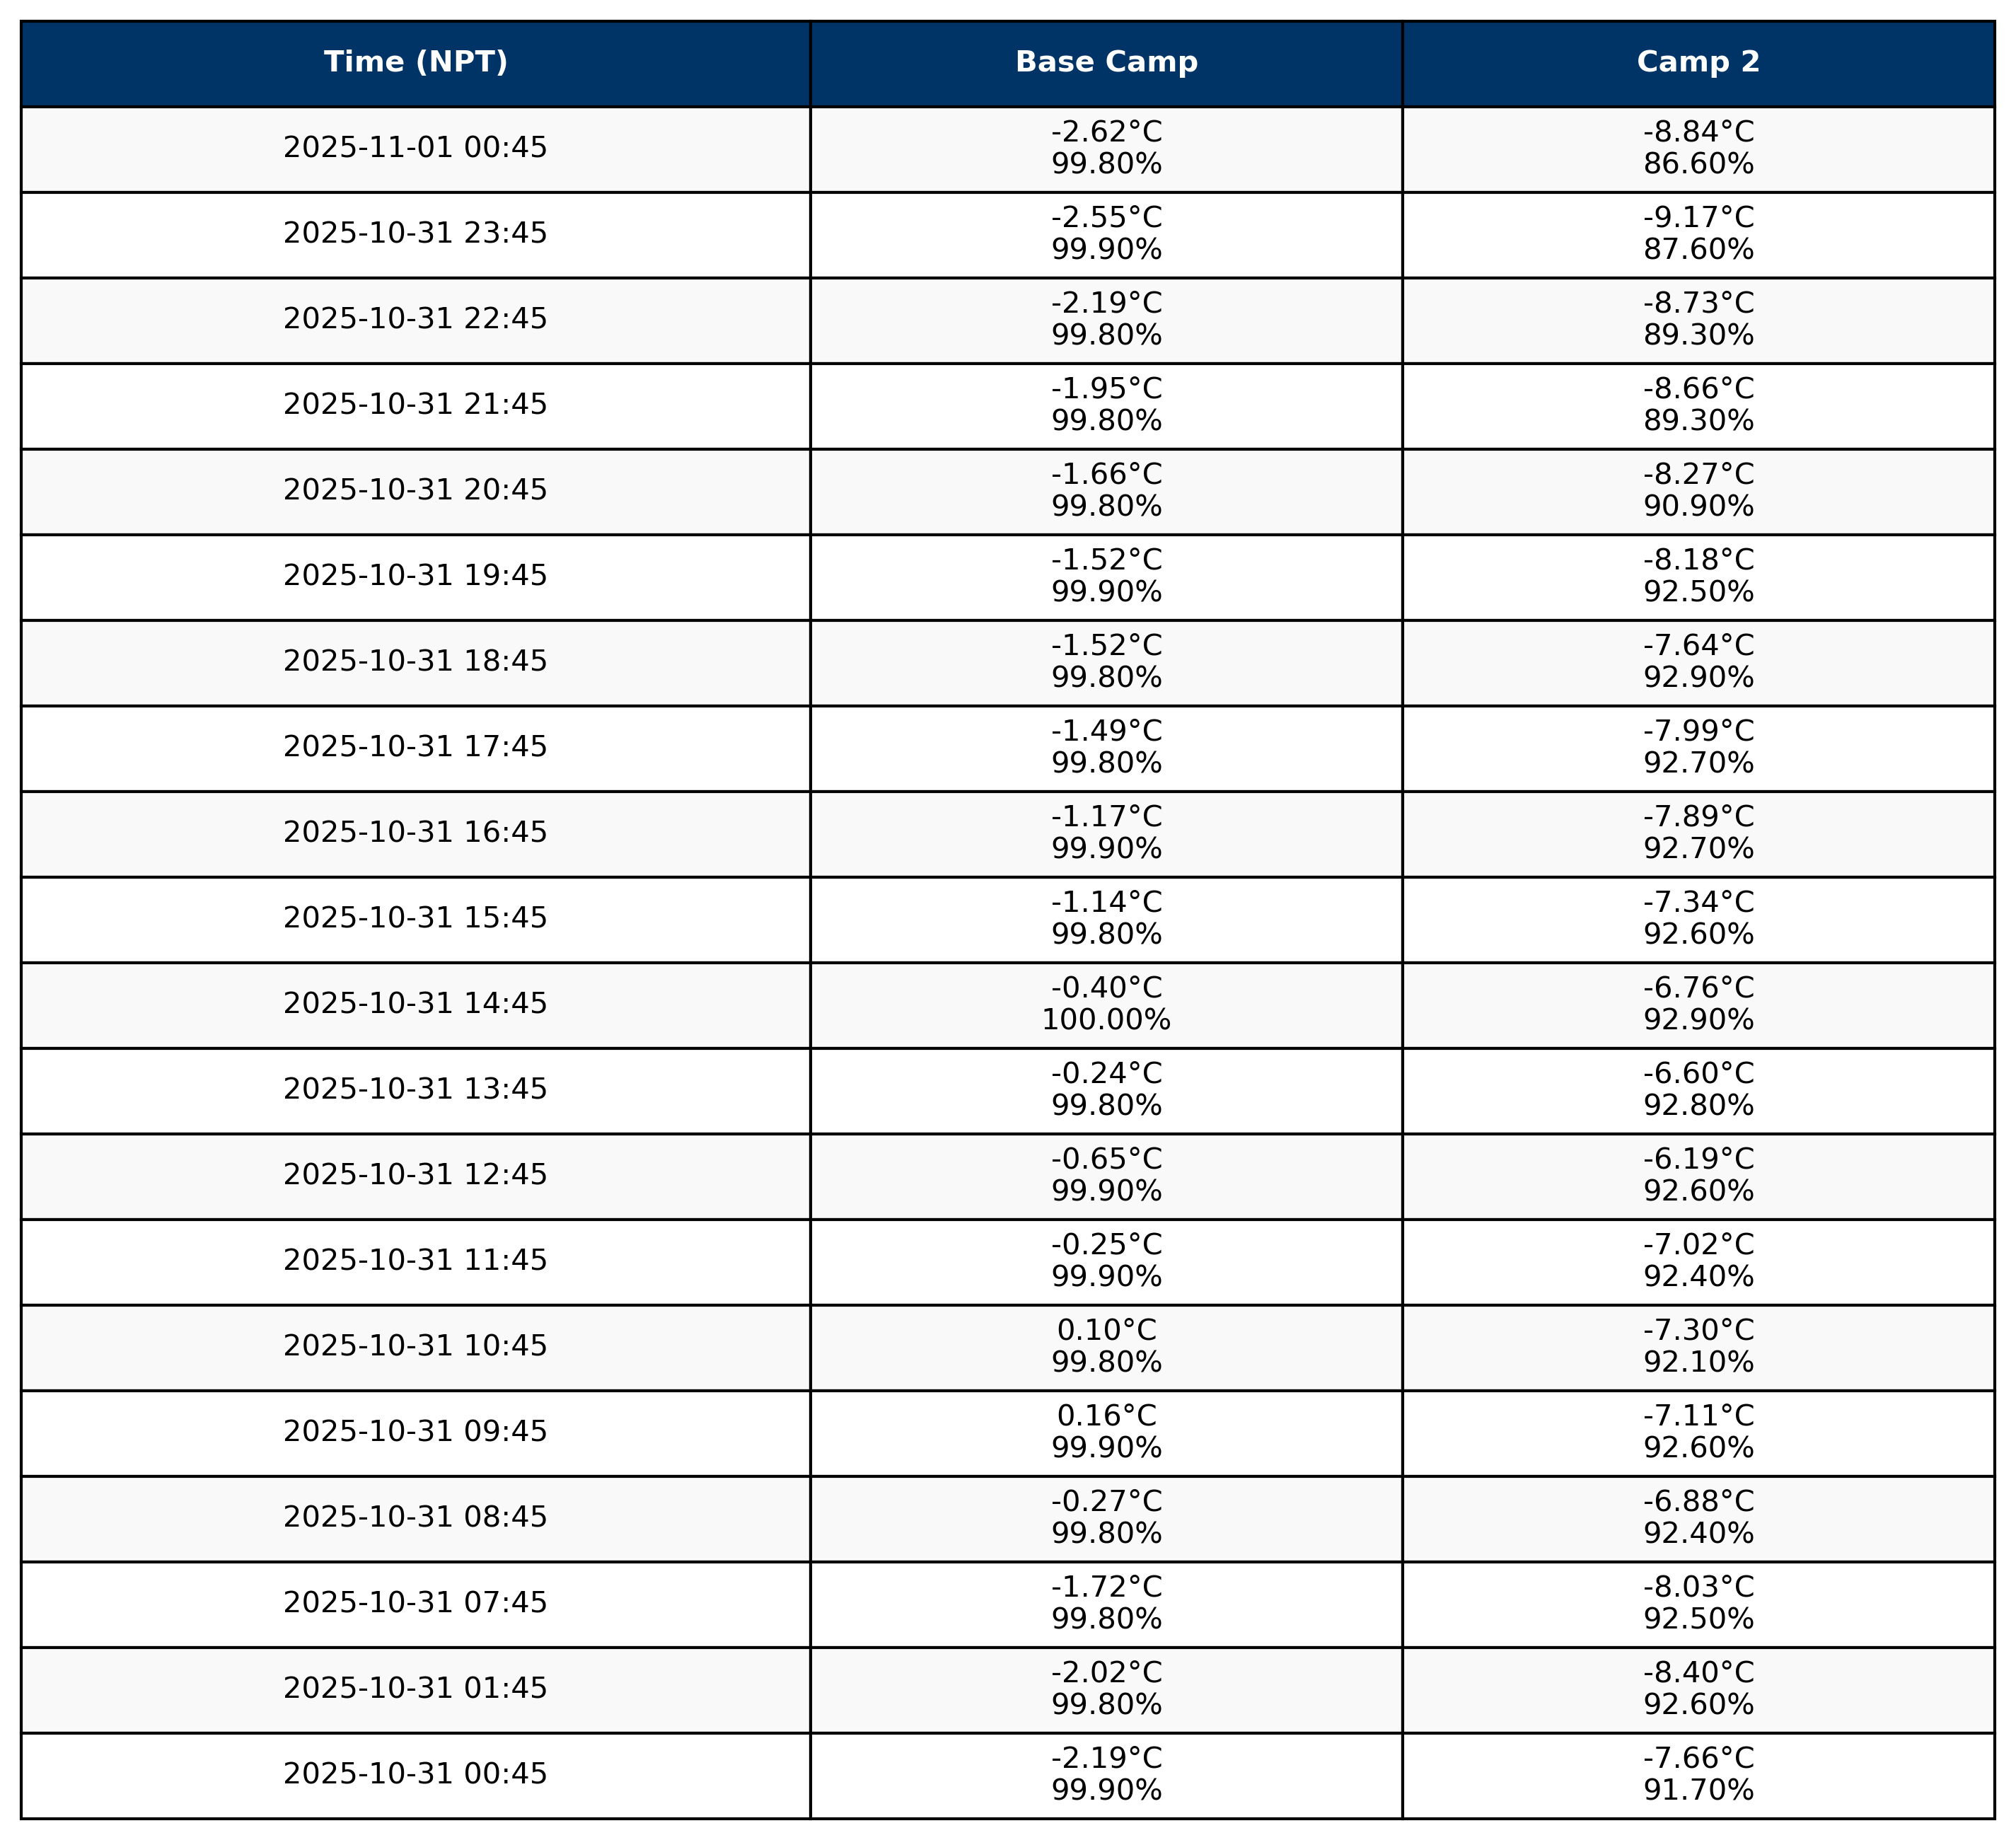 Time (NPT) Base Camp Camp 2
2025-11-01 00:45 -2.62°C -8.84°C
99.80% 86.60%
2025-10-31 23:45 -2.55°C -9.17°C
99.90% 87.60%
2025-10-31 22:45 -2.19°C -8.73°C
99.80% 89.30%
2025-10-31 21:45 -1.95°C -8.66°C
99.80% 89.30%
2025-10-31 20:45 -1.66°C -8.27°C
99.80% 90.90%
2025-10-31 19:45 -1.52°C -8.18°C
99.90% 92.50%
2025-10-31 18:45 -1.52°C -7.64°C
99.80% 92.90%
2025-10-31 17:45 -1.49°C -7.99°C
99.80% 92.70%
2025-10-31 16:45 -1.17°C -7.89°C
99.90% 92.70%
2025-10-31 15:45 -1.14°C -7.34°C
99.80% 92.60%
2025-10-31 14:45 -0.40°C -6.76°C
100.00% 92.90%
2025-10-31 13:45 -0.24°C -6.60°C
99.80% 92.80%
2025-10-31 12:45 -0.65°C -6.19°C
99.90% 92.60%
2025-10-31 11:45 -0.25°C -7.02°C
99.90% 92.40%
2025-10-31 10:45 0.10°C -7.30°C
99.80% 92.10%
2025-10-31 09:45 0.16°C -7.11°C
99.90% 92.60%
2025-10-31 08:45 -0.27°C -6.88°C
99.80% 92.40%
2025-10-31 07:45 -1.72°C -8.03°C
99.80% 92.50%
2025-10-31 01:45 -2.02°C -8.40°C
99.80% 92.60%
2025-10-31 00:45 -2.19°C -7.66°C
99.90% 91.70%